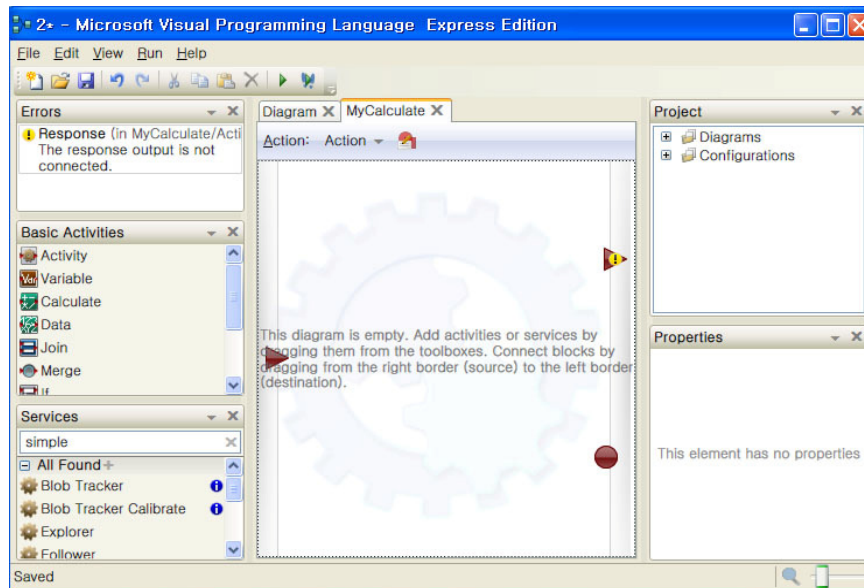 2* - Microsoft Visual Programming Language Express Edition
File Edit View Run Help
Errors
Response (in MyCalculate/Acti
The response output is not
connected.
Basic Activities
Activity
Variable
Calculate
Data
Join
Merge
If
Services
simple
All Found
Blob Tracker
Blob Tracker Calibrate
Explorer
Follower
Diagram
MyCalculate
Action: Action
This diagram is empty. Add activities or services by
dragging them from the toolboxes. Connect blocks by
dragging from the right border (source) to the left border
(destination).
Project
Diagrams
Configurations
Properties
This element has no properties
Saved